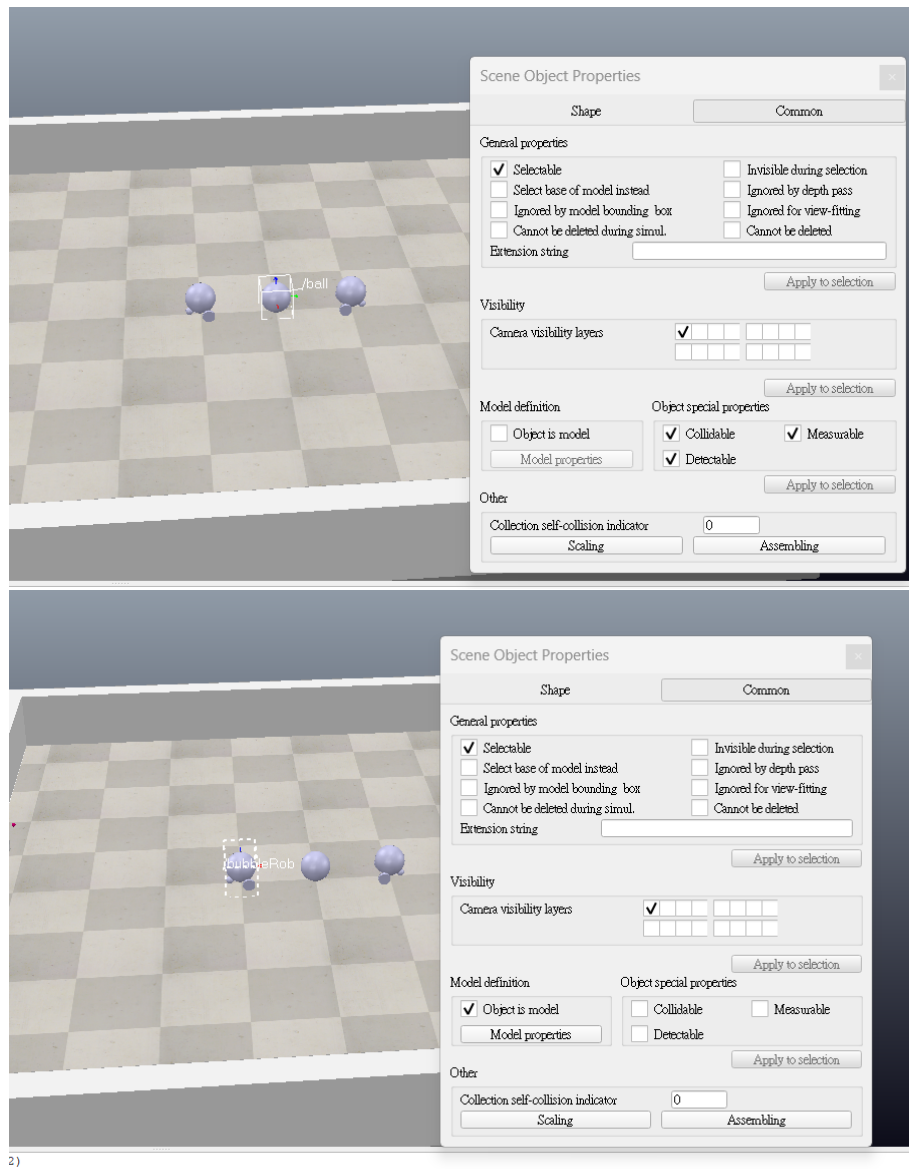 Scene Object Properties
×
Shape Common
General properties
Selectable Invisible during selection
Select base of model instead Ignored by depth pass
Ignored by model bounding box Ignored for view-fitting
Cannot be deleted during simul. Cannot be deleted
Extension string
Apply to selection
Visibility
Camera visibility layers
Apply to selection
Model definition Object special properties
Object is model Collidable Measurable
Model properties Detectable
Apply to selection
Other
Collection self-collision indicator 0
Scaling Assembling
/ball
Scene Object Properties
×
Shape Common
General properties
Selectable Invisible during selection
Select base of model instead Ignored by depth pass
Ignored by model bounding box Ignored for view-fitting
Cannot be deleted during simul. Cannot be deleted
Extension string
Apply to selection
Visibility
Camera visibility layers
Apply to selection
Model definition Object special properties
Object is model Collidable Measurable
Model properties Detectable
Apply to selection
Other
Collection self-collision indicator 0
Scaling Assembling
/bubbleRob
2)